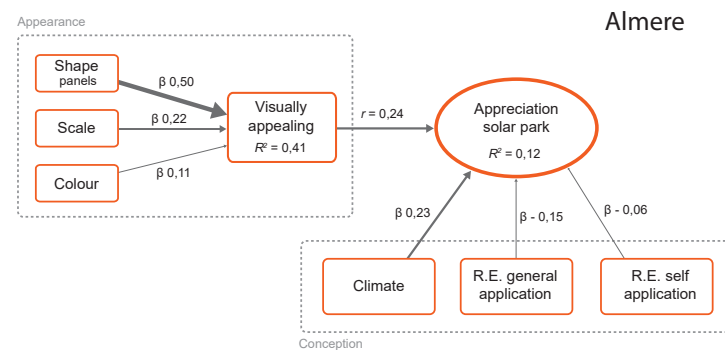 Appearance
Almere
Shape
panels
β 0,50
Scale
β 0,22
Colour
β 0,11
Visually
appealing
R² = 0,41
r = 0,24
Appreciation
solar park
R² = 0,12
β 0,23
β - 0,15
β - 0,06
Climate
R.E. general
application
R.E. self
application
Conception